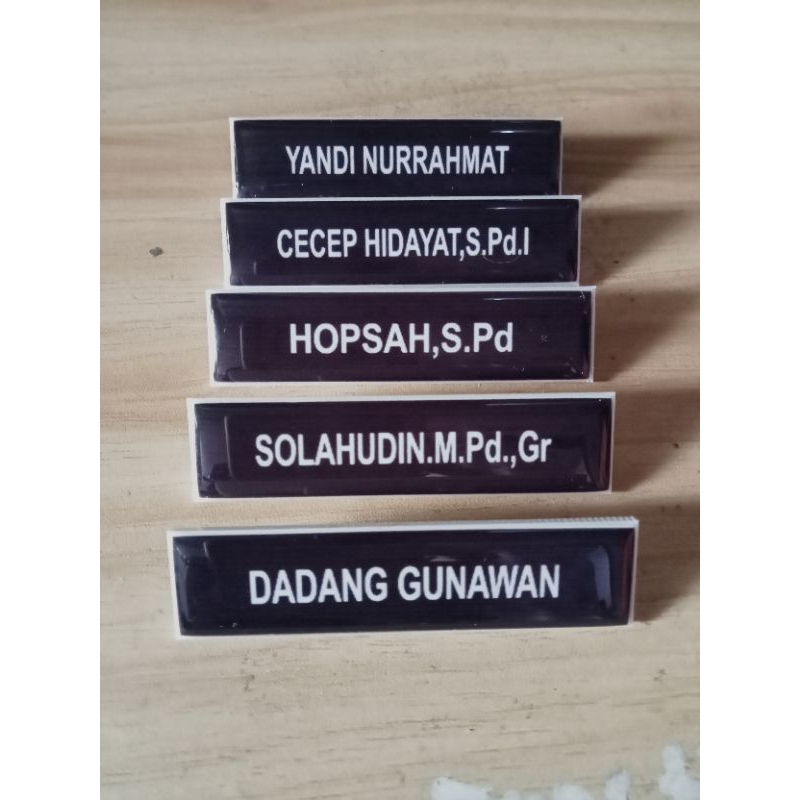 YANDI NURRAHMAT
CECEP HIDAYAT,S.Pd.I
HOPSAH,S.Pd
SOLAHUDIN.M.Pd.,Gr
DADANG GUNAWAN